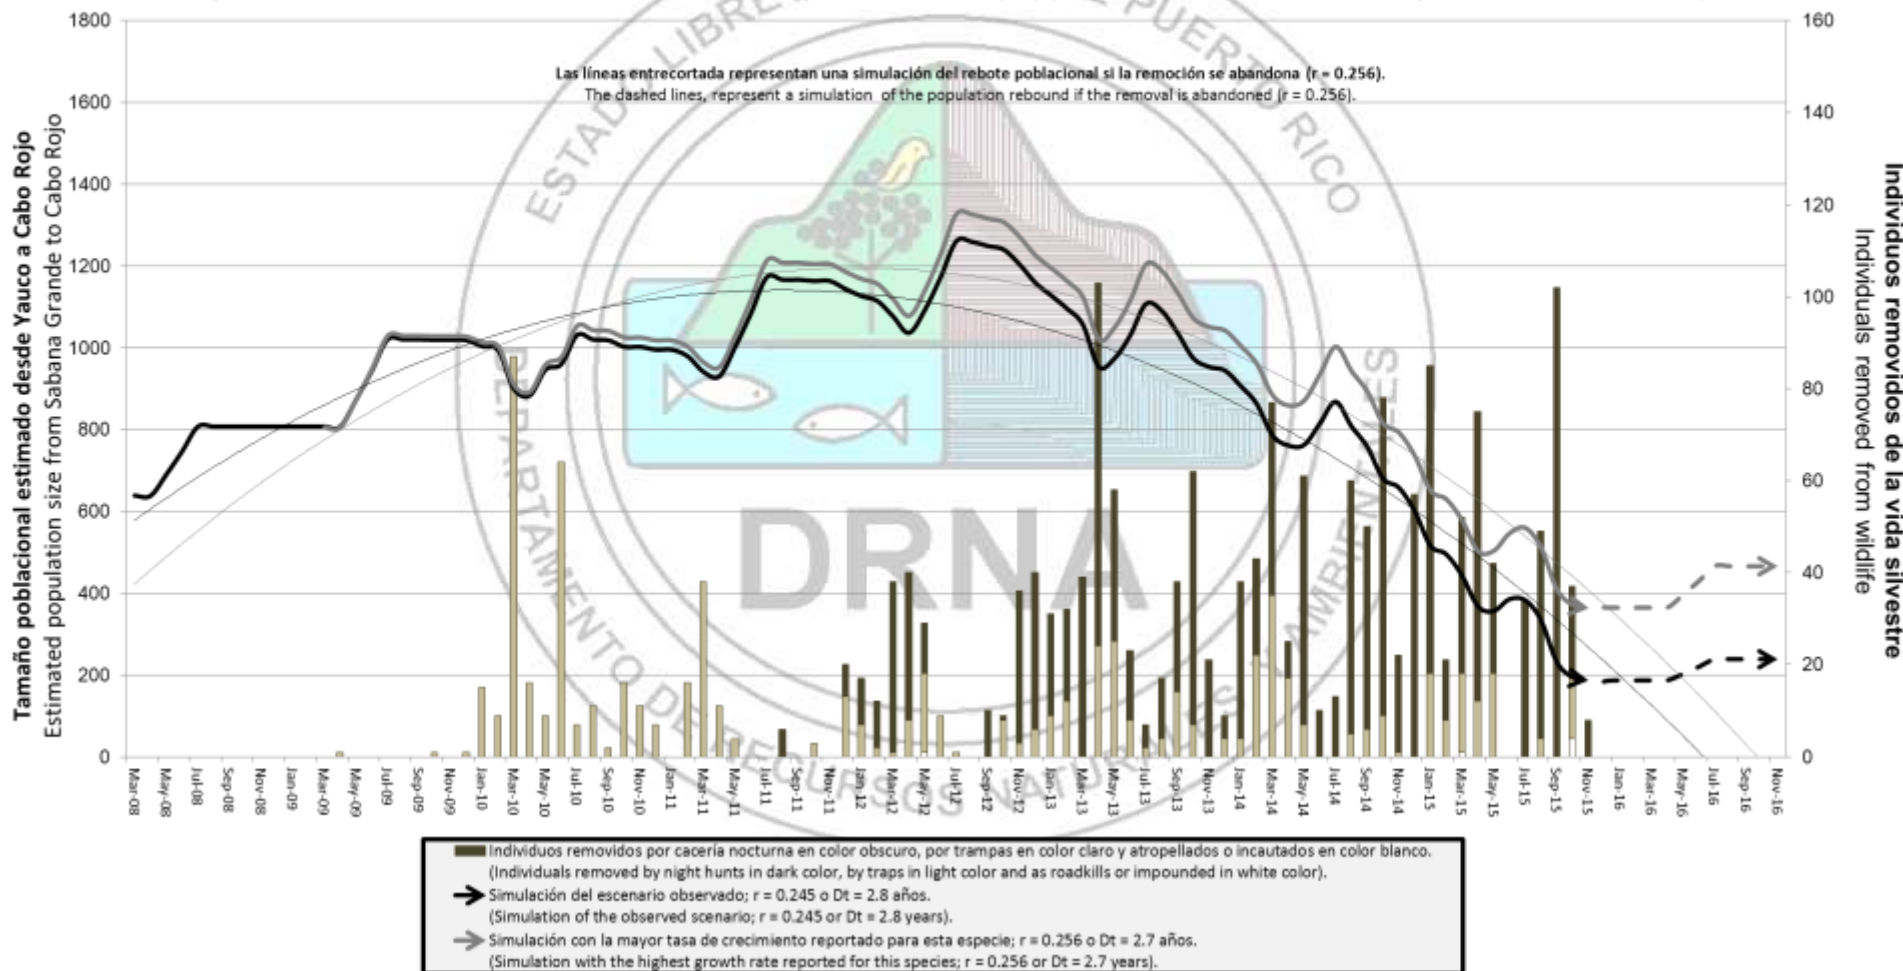 1800
1600
1400
1200
1000
800
600
400
200
0
160
140
120
100
80
60
40
20
0
Tamaño poblacional estimado desde Yauco a Cabo Rojo
Estimated population size from Sabana Grande to Cabo Rojo
Individuos removidos de la vida silvestre
Individuals removed from wildlife
Las líneas entrecortada representan una simulación del rebote poblacional si la remoción se abandona (r = 0.256).
The dashed lines, represent a simulation of the population rebound if the removal is abandoned (r = 0.256).
ESTADO LIBRE
DE PUERTO RICO
DRNA
DEPARTAMENTO DE RECURSOS NATURALES Y AMBIENTALES
Mar-08
May-08
Jul-08
Sep-08
Nov-08
Jan-09
Mar-09
May-09
Jul-09
Sep-09
Nov-09
Jan-10
Mar-10
May-10
Jul-10
Sep-10
Nov-10
Jan-11
Mar-11
May-11
Jul-11
Sep-11
Nov-11
Jan-12
Mar-12
May-12
Jul-12
Sep-12
Nov-12
Jan-13
Mar-13
May-13
Jul-13
Sep-13
Nov-13
Jan-14
Mar-14
May-14
Jul-14
Sep-14
Nov-14
Jan-15
Mar-15
May-15
Jul-15
Sep-15
Nov-15
Jan-16
Mar-16
May-16
Jul-16
Sep-16
Nov-16
Individuos removidos por cacería nocturna en color obscuro, por trampas en color claro y atropellados o incautados en color blanco.
(Individuals removed by night hunts in dark color, by traps in light color and as roadkills or impounded in white color).
Simulación del escenario observado; r = 0.245 o Dt = 2.8 años.
(Simulation of the observed scenario; r = 0.245 or Dt = 2.8 years).
Simulación con la mayor tasa de crecimiento reportado para esta especie; r = 0.256 o Dt = 2.7 años.
(Simulation with the highest growth rate reported for this species; r = 0.256 or Dt = 2.7 years).